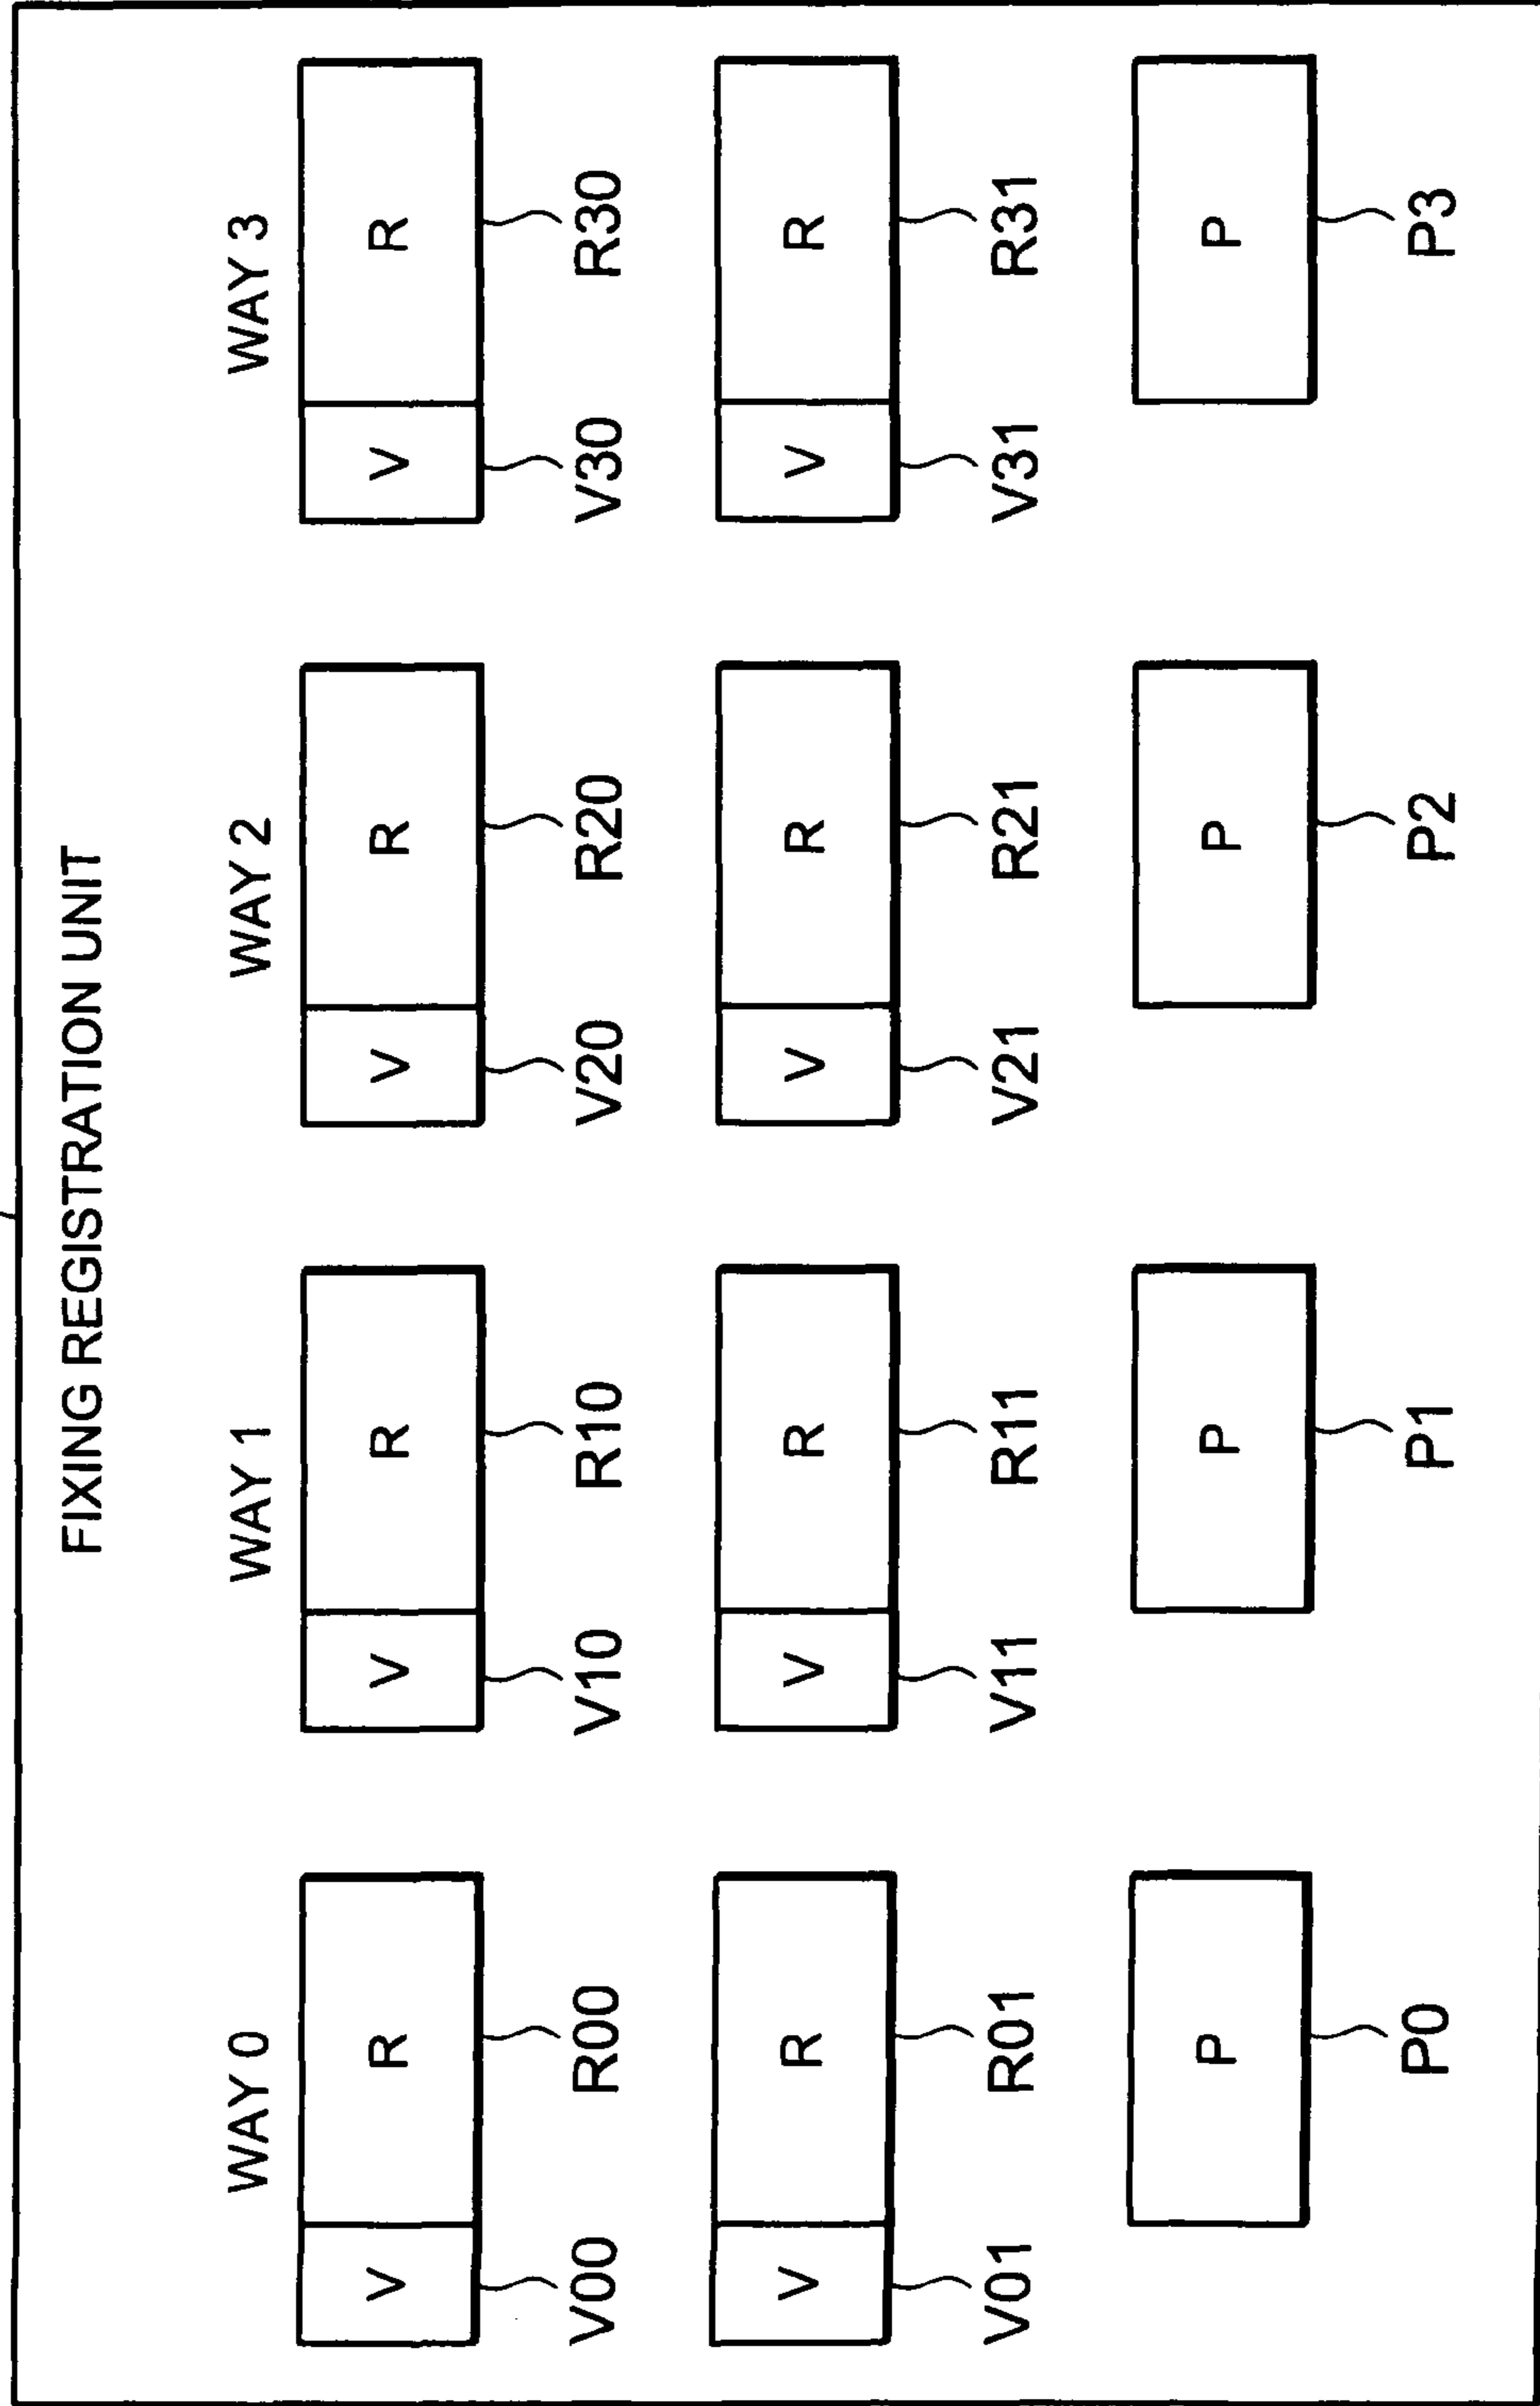 FIXING REGISTRATION UNIT
WAY 0 WAY 1 WAY 2 WAY 3
V R V R V R V R
V00 R00 V10 R10 V20 R20 V30 R30
V R V R V R V R
V01 R01 V11 R11 V21 R21 V31 R31
P P P P
P0 P1 P2 P3